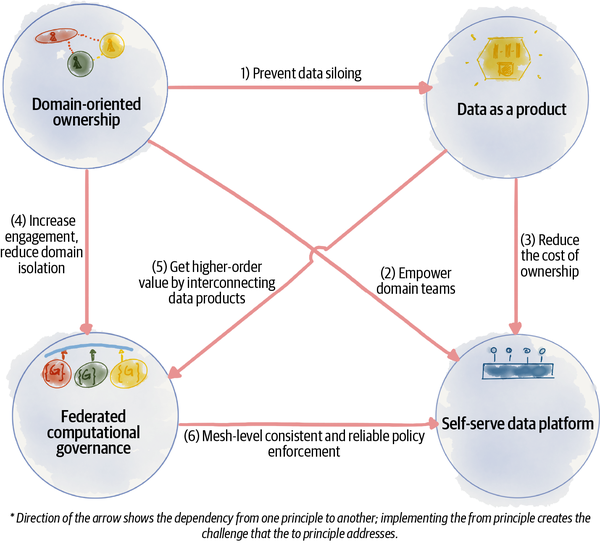 1) Prevent data siloing
Domain-oriented
ownership
Data as a product
(4) Increase
engagement,
reduce domain
isolation
(5) Get higher-order
value by interconnecting
data products
(2) Empower
domain teams
(3) Reduce
the cost of
ownership
{G} {G} {G}
Federated
computational
governance
Self-serve data platform
(6) Mesh-level consistent and reliable policy
enforcement
* Direction of the arrow shows the dependency from one principle to another; implementing the from principle creates the
challenge that the to principle addresses.